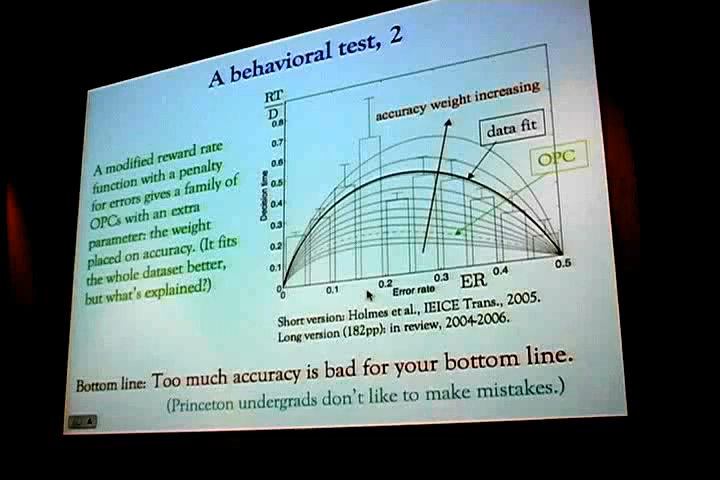 A behavioral test, 2
A modified reward rate
function with a penalty
for errors gives a family of
OPCs with an extra
parameter: the weight
placed on accuracy. (It fits
the whole dataset better,
but what's explained?)
RT
D
accuracy weight increasing
data fit
OPC
Decision time
0.8
0.7
0.6
0.5
0.4
0.3
0.2
0.1
0
0
0.1
0.2
0.3
0.4
0.5
Error rate
ER
Short version: Holmes et al., IEICE Trans., 2005.
Long version (182pp): in review, 2004-2006.
Bottom line: Too much accuracy is bad for your bottom line.
(Princeton undergrads don't like to make mistakes.)